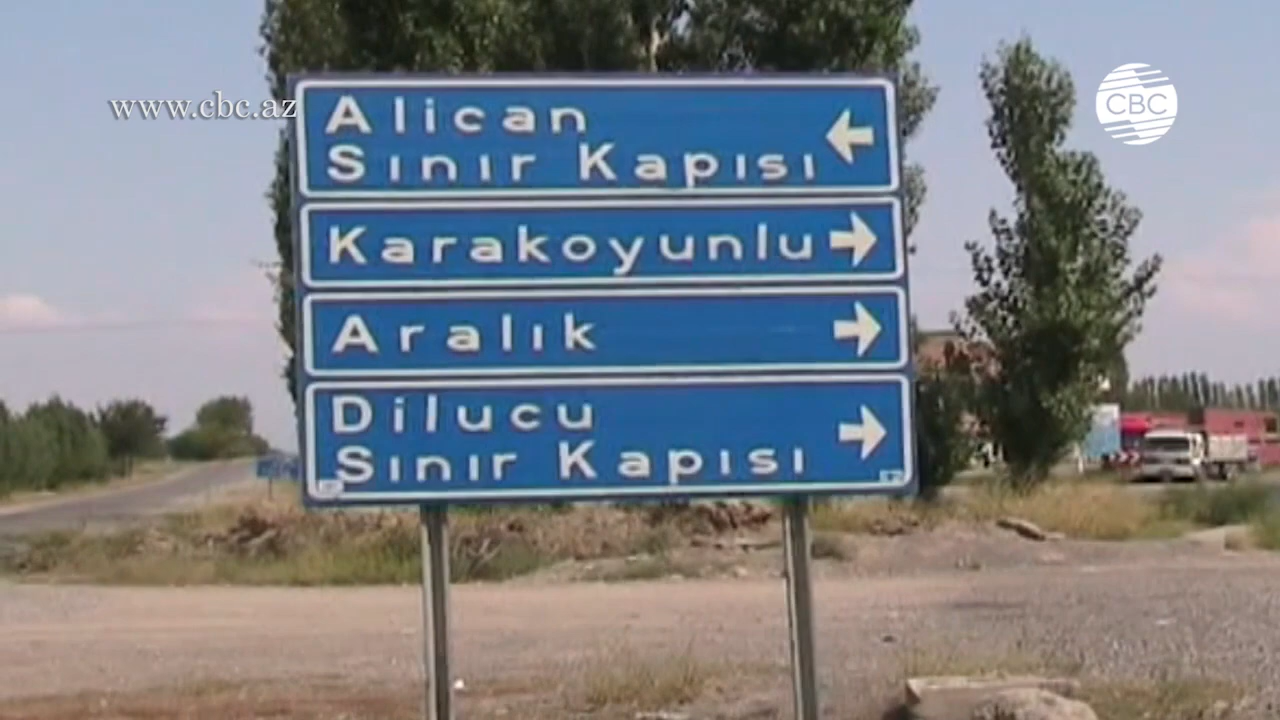 www.cbc.az
CBC
Alican
Sınır Kapısı
Karakoyunlu
Aralık
Dilucu
Sınır Kapısı